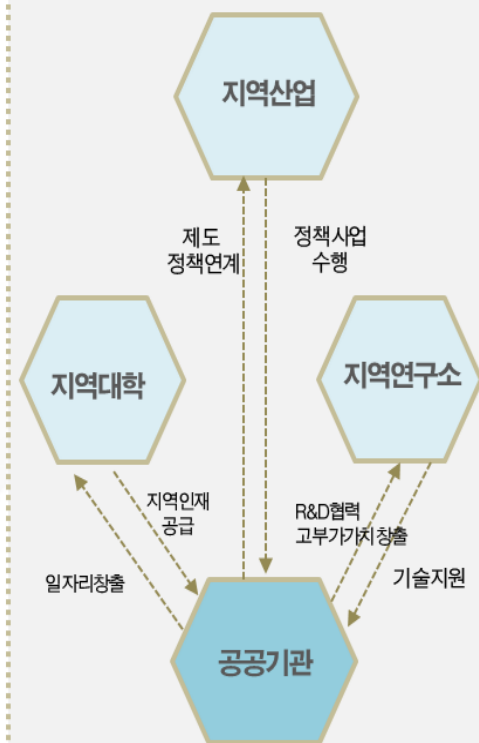 지역산업
제도
정책연계
정책사업
수행
지역대학
지역연구소
지역인재
공급
R&D협력
고부가가치 창출
일자리창출
기술지원
공공기관